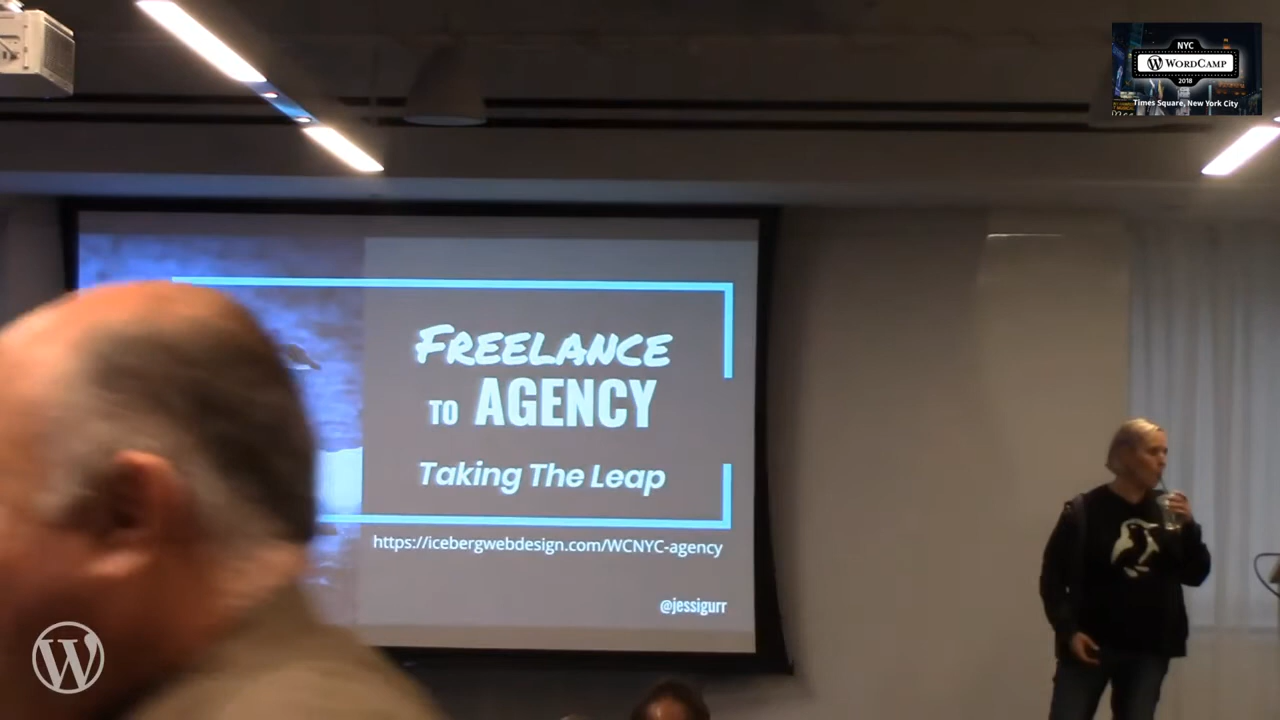 NYC
WORDCAMP
2018
Times Square, New York City
FREELANCE
TO AGENCY
Taking The Leap
https://icebergwebdesign.com/WCNYC-agency
@jessigurr